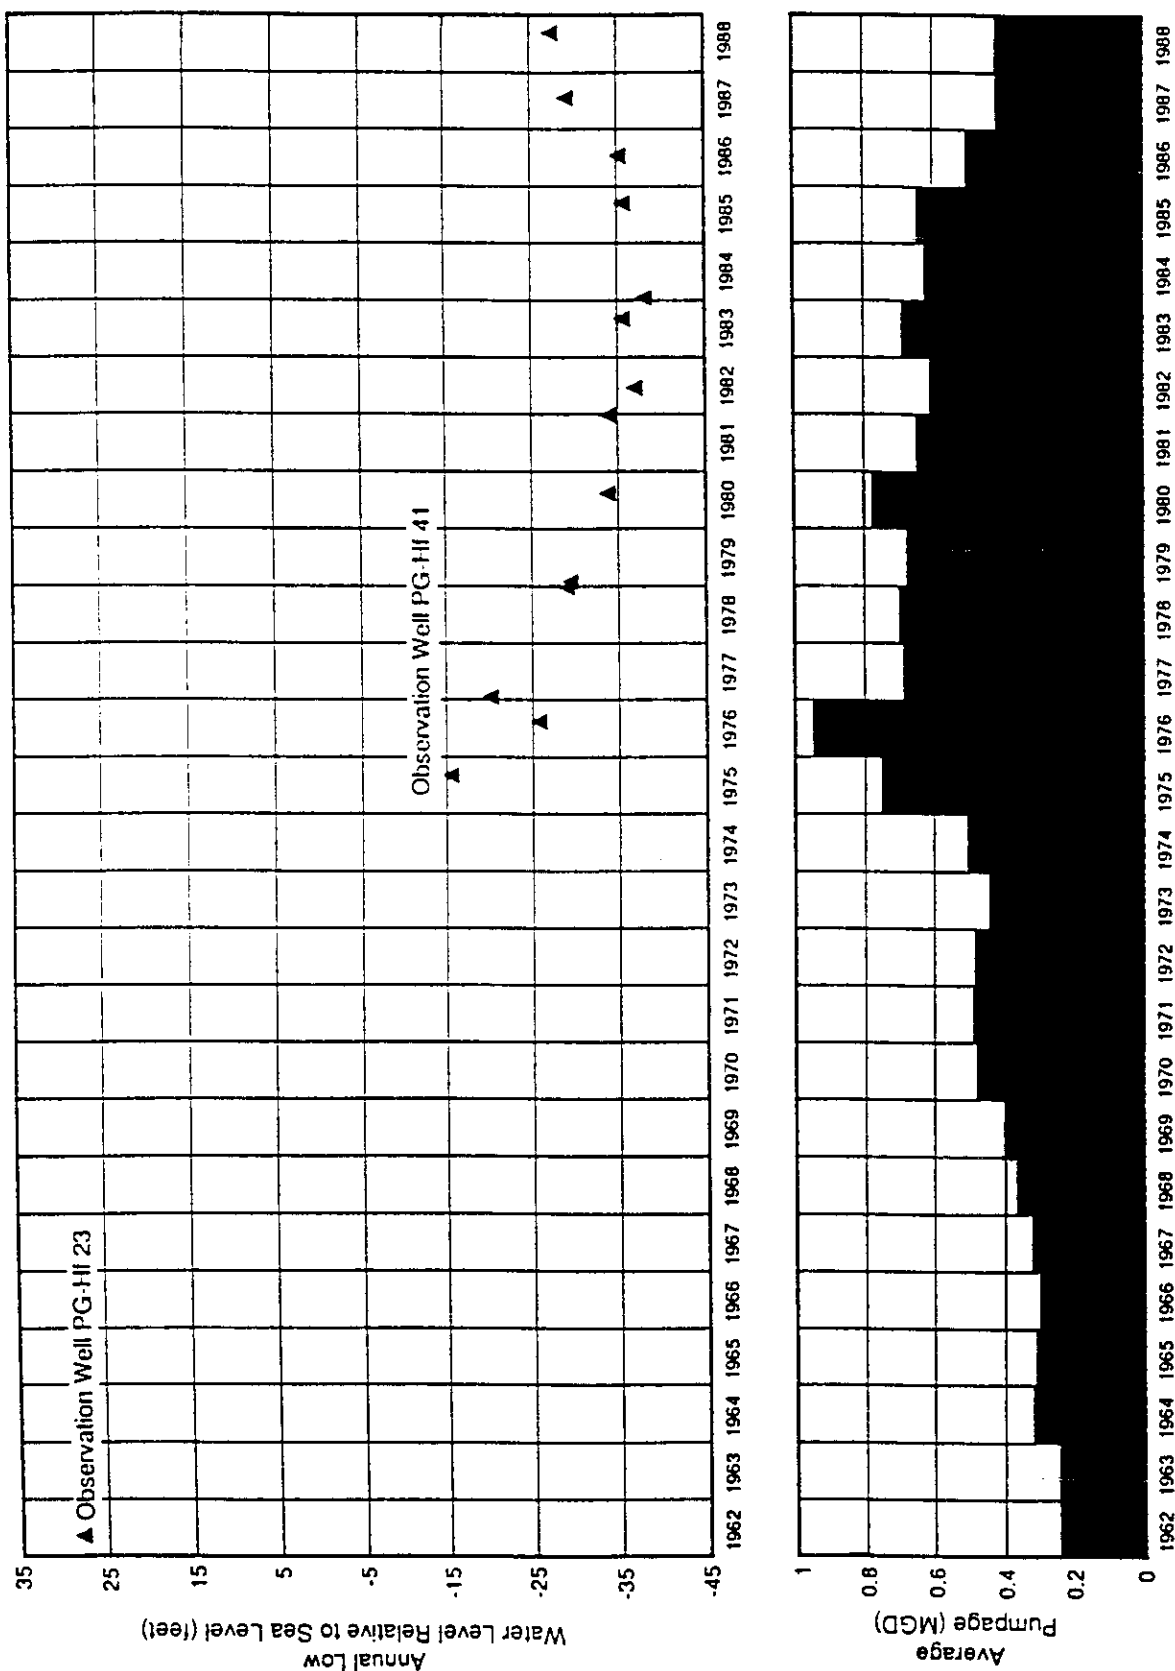 Annual Low
Water Level Relative to Sea Level (feet)
35
25
15
5
-5
-15
-25
-35
-45
▲ Observation Well PG-Hf 23
Observation Well PG-Hf 41
1962 1963 1964 1965 1966 1967 1968 1969 1970 1971 1972 1973 1974 1975 1976 1977 1978 1979 1980 1981 1982 1983 1984 1985 1986 1987 1988
Average
Pumpage (MGD)
1
0.8
0.6
0.4
0.2
0
1962 1963 1964 1965 1966 1967 1968 1969 1970 1971 1972 1973 1974 1975 1976 1977 1978 1979 1980 1981 1982 1983 1984 1985 1986 1987 1988